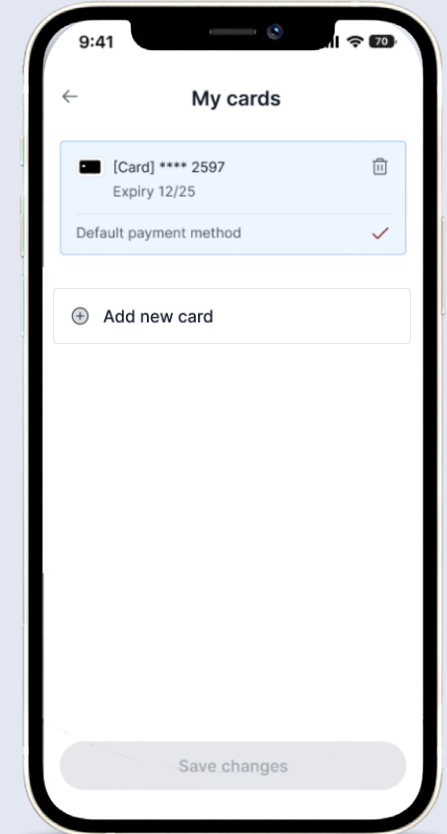 9:41
70
My cards
[Card] **** 2597
Expiry 12/25
Default payment method
Add new card
Save changes